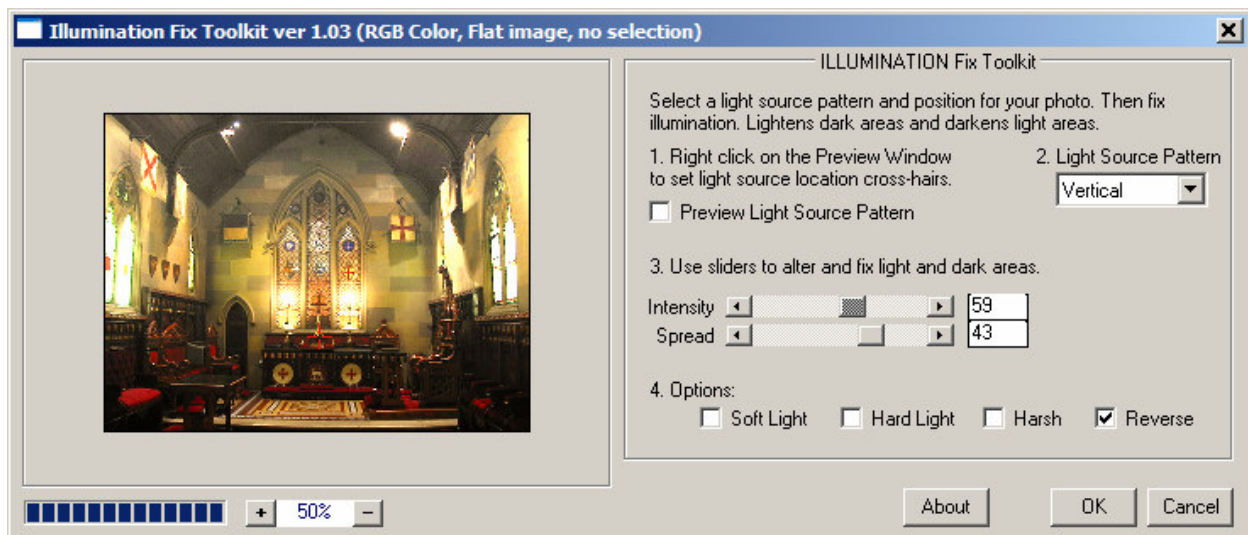 Illumination Fix Toolkit ver 1.03 (RGB Color, Flat image, no selection)
ILLUMINATION Fix Toolkit
Select a light source pattern and position for your photo. Then fix
illumination. Lightens dark areas and darkens light areas.
1. Right click on the Preview Window
to set light source location cross-hairs.
2. Light Source Pattern
Vertical
Preview Light Source Pattern
3. Use sliders to alter and fix light and dark areas.
Intensity 59
Spread 43
4. Options:
Soft Light Hard Light Harsh Reverse
+ 50% –
About OK Cancel